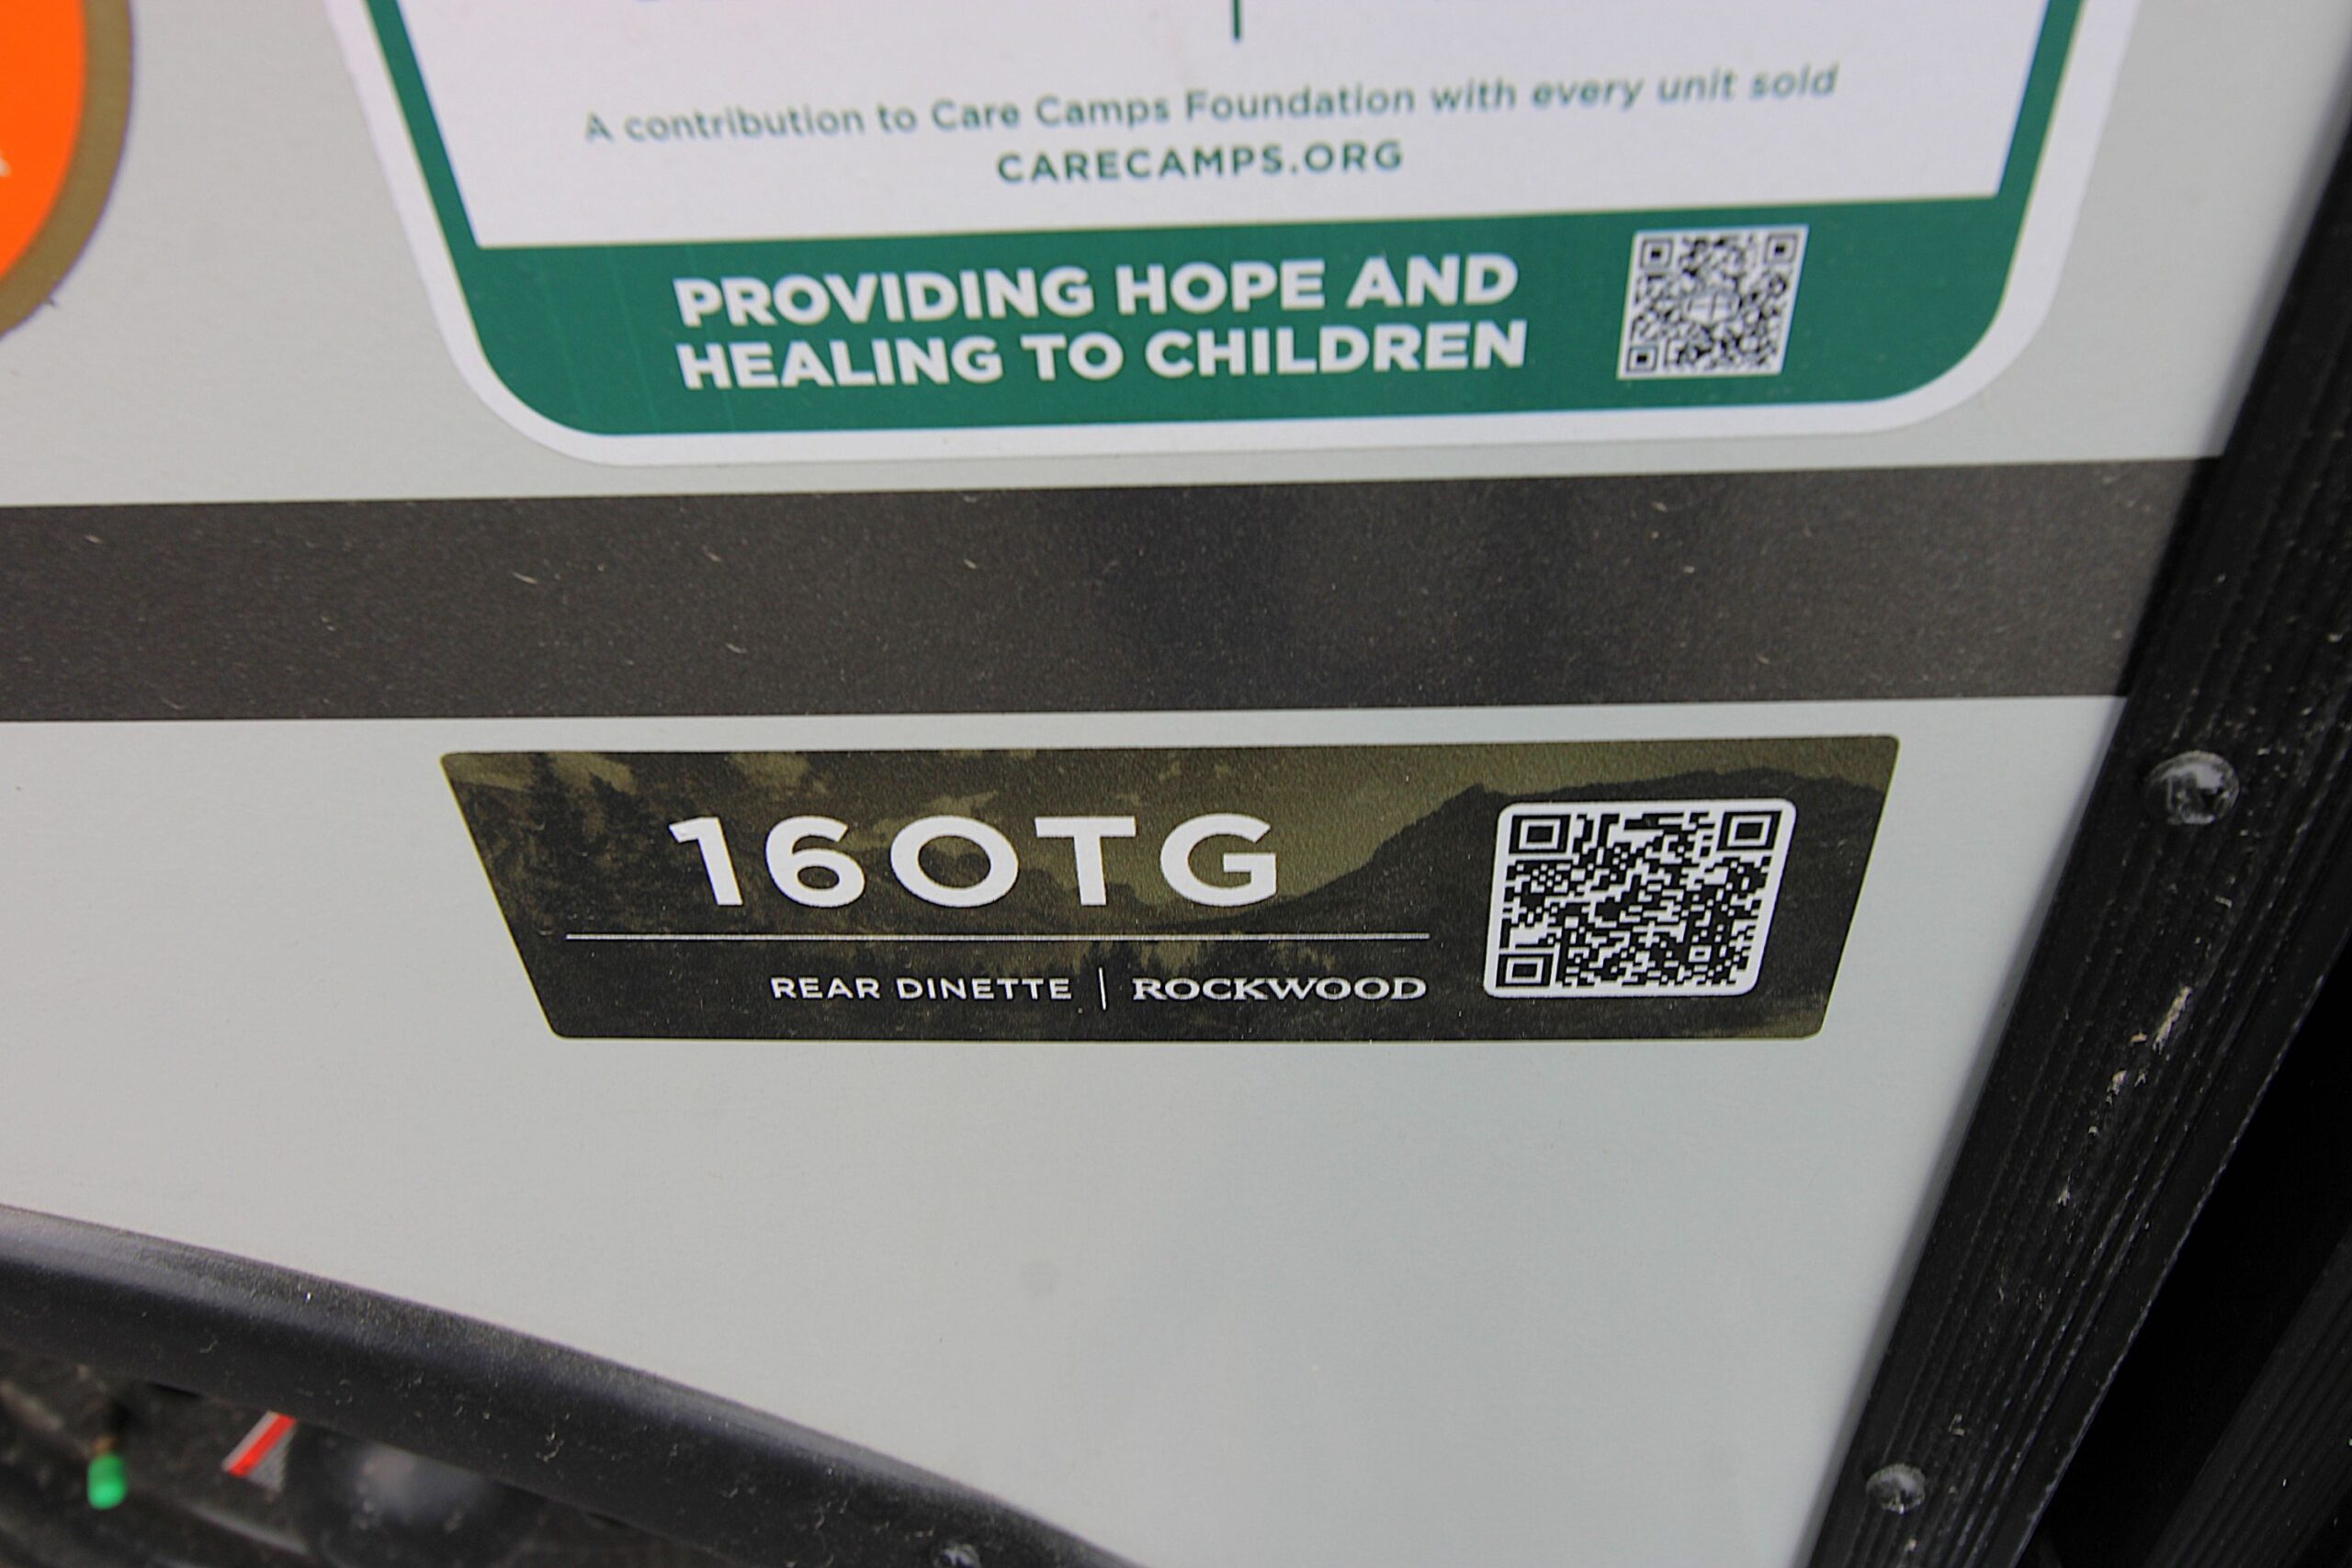 A contribution to Care Camps Foundation with every unit sold
CARECAMPS.ORG
PROVIDING HOPE AND
HEALING TO CHILDREN
16OTG
REAR DINETTE | ROCKWOOD